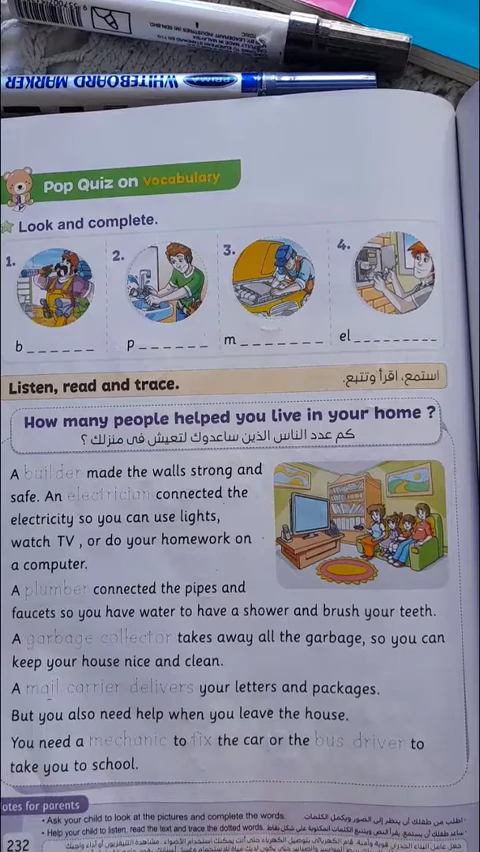 WHITEBOARD MARKER
Pop Quiz on vocabulary
Look and complete.
1. 2. 3. 4.
b_ _ _ _ _ _ p_ _ _ _ _ _ m_ _ _ _ _ _ _ el_ _ _ _ _ _ _ _ _
Listen, read and trace. استمع، اقرأ وتتبع.
How many people helped you live in your home ?
كم عدد الناس الذين ساعدوك لتعيش فى منزلك ؟
A builder made the walls strong and
safe. An electrician connected the
electricity so you can use lights,
watch TV , or do your homework on
a computer.
A plumber connected the pipes and
faucets so you have water to have a shower and brush your teeth.
A garbage collector takes away all the garbage, so you can
keep your house nice and clean.
A mail carrier delivers your letters and packages.
But you also need help when you leave the house.
You need a mechanic to fix the car or the bus driver to
take you to school.
otes for parents
• Ask your child to look at the pictures and complete the words. اطلب من طفلك أن ينظر إلى الصور ويكمل الكلمات.
• Help your child to listen, read the text and trace the dotted words. ساعد طفلك أن يستمع، يقرأ النص ويتتبع الكلمات المكتوبة على شكل نقاط.
232